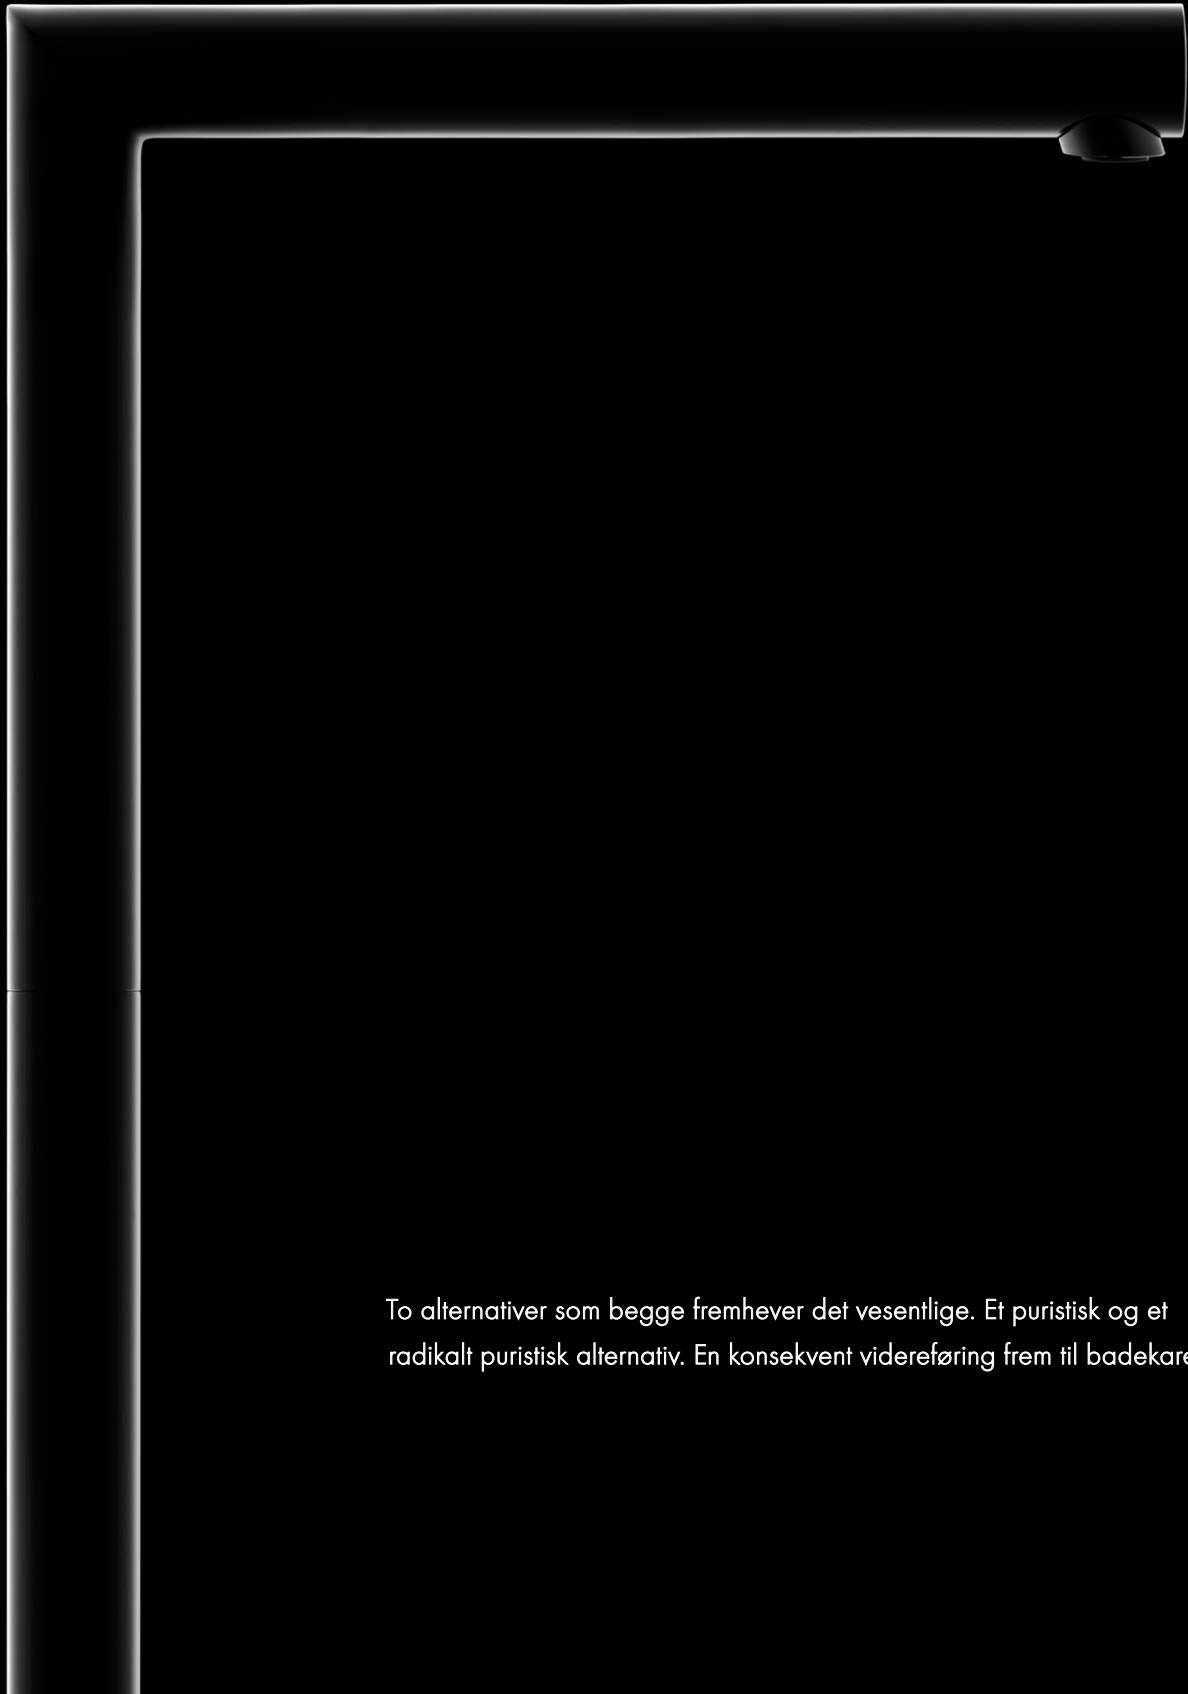 To alternativer som begge fremhever det vesentlige. Et puristisk og et
radikalt puristisk alternativ. En konsekvent videreføring frem til badekare